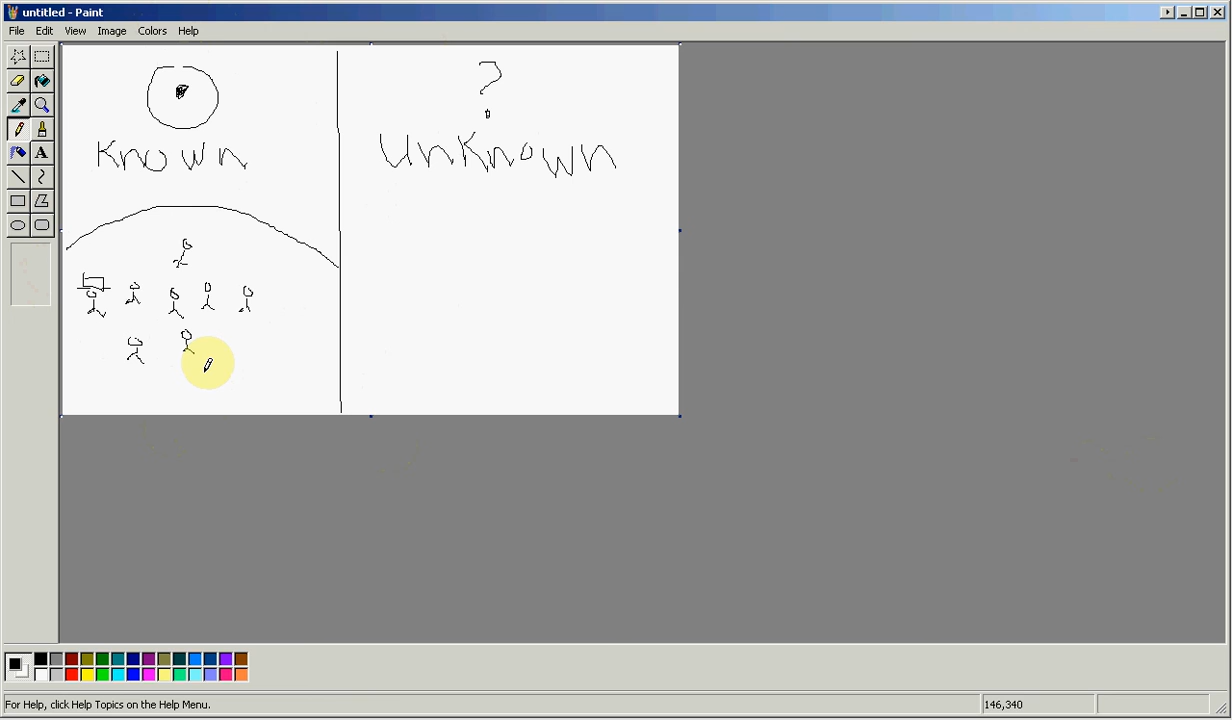 untitled - Paint
File Edit View Image Colors Help
?
Known
UnKnown
For Help, click Help Topics on the Help Menu.
146,340